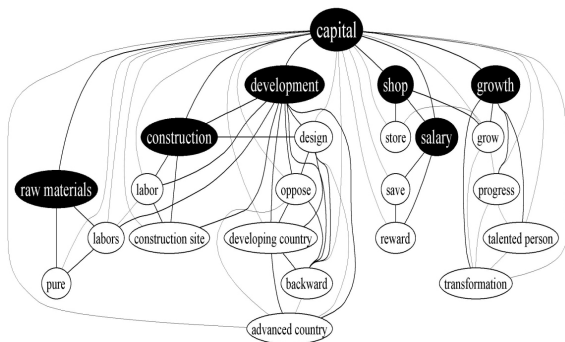 capital
development
shop
growth
construction
design
store
salary
grow
raw materials
labor
oppose
save
progress
labors
construction site
developing country
reward
talented person
pure
backward
transformation
advanced country